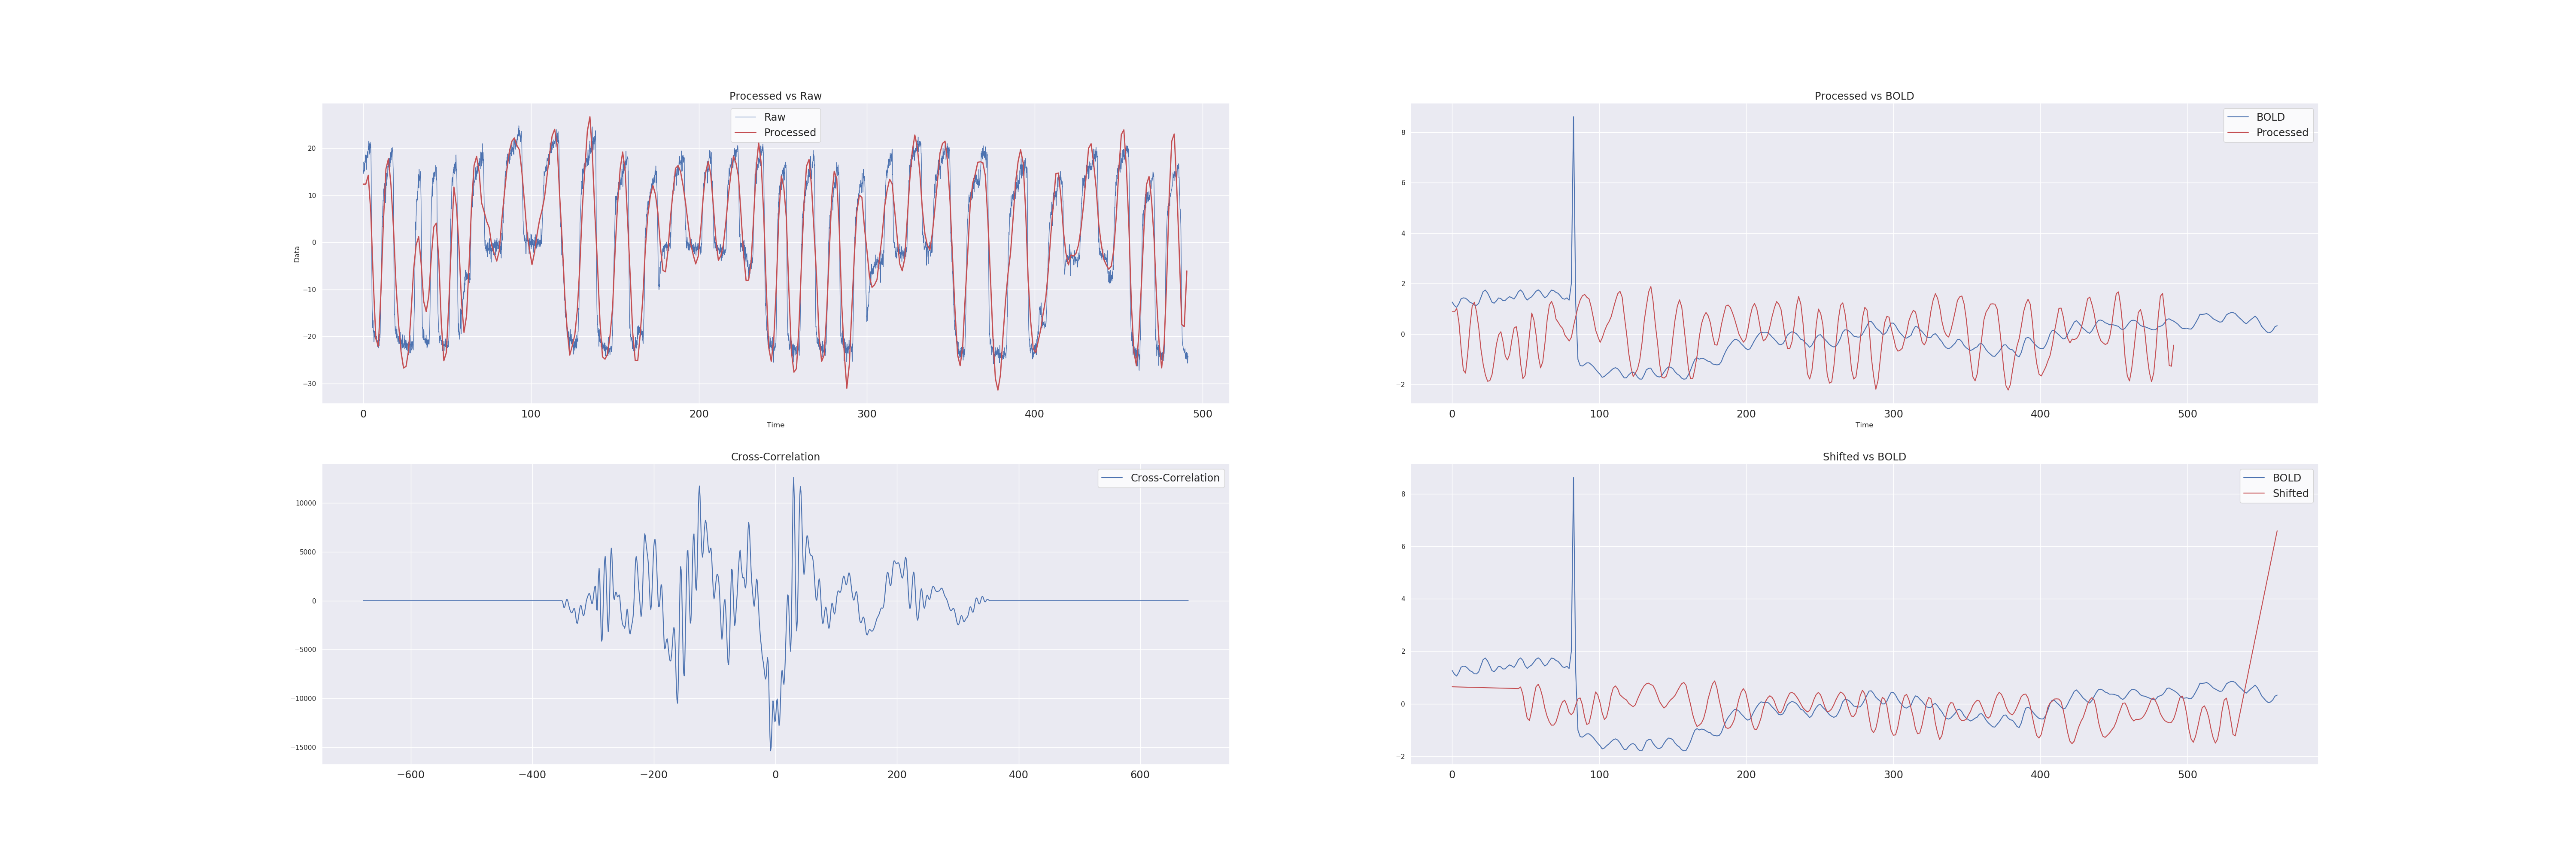 Processed vs Raw
Raw
Processed
20
10
0
−10
−20
−30
Data
0 100 200 300 400 500
Time
Processed vs BOLD
BOLD
Processed
8
6
4
2
0
−2
0 100 200 300 400 500
Time
Cross-Correlation
Cross-Correlation
10000
5000
0
−5000
−10000
−15000
−600 −400 −200 0 200 400 600
Shifted vs BOLD
BOLD
Shifted
8
6
4
2
0
−2
0 100 200 300 400 500